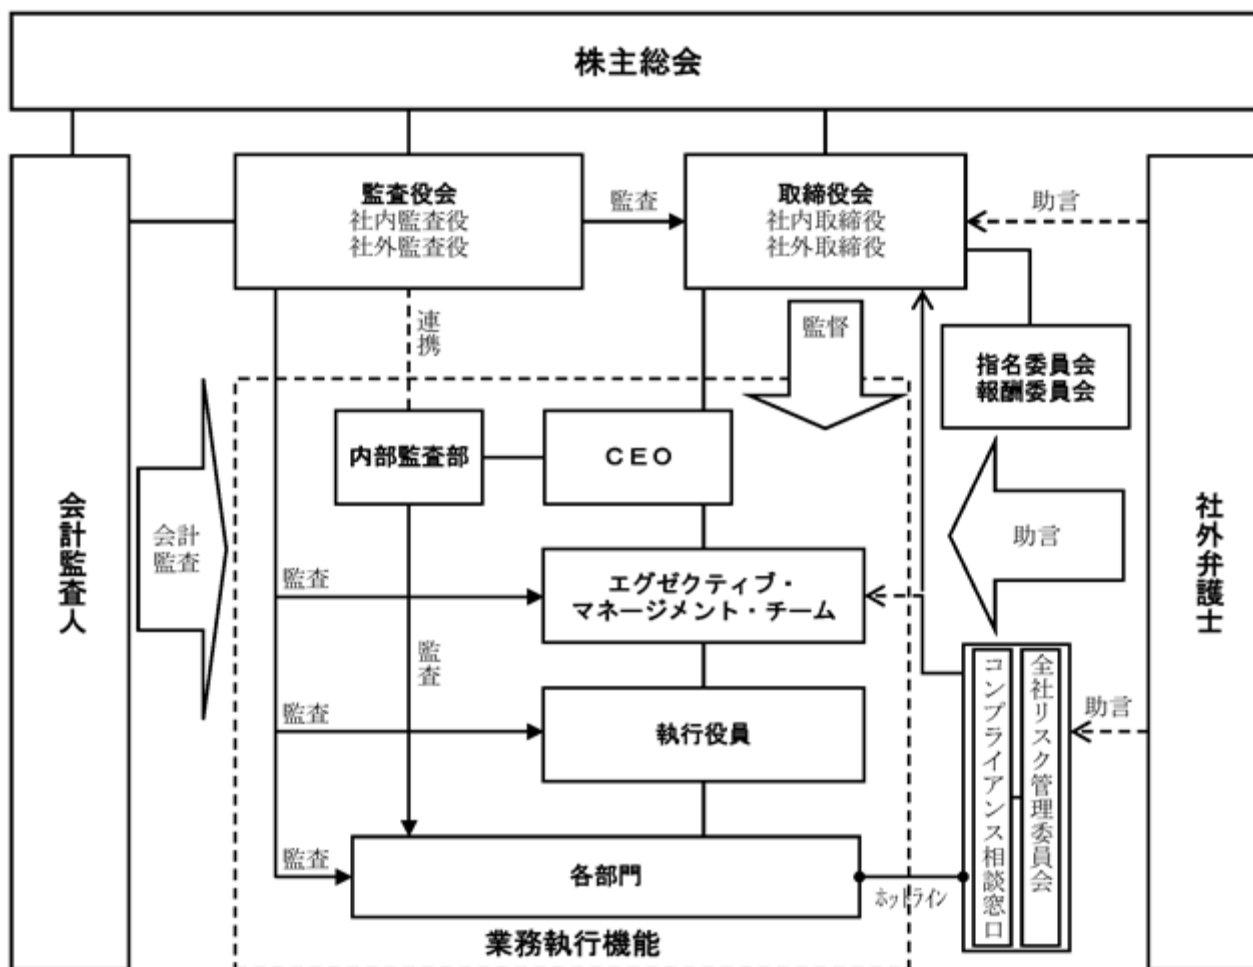 株主総会
監査役会
社内監査役
社外監査役
監査
取締役会
社内取締役
社外取締役
助言
連携
監督
指名委員会
報酬委員会
内部監査部
CEO
会計監査人
会計
監査
助言
社外弁護士
監査
エグゼクティブ・
マネージメント・チーム
監査
監査
執行役員
コンプライアンス相談窓口
全社リスク管理委員会
助言
監査
各部門
ホットライン
業務執行機能